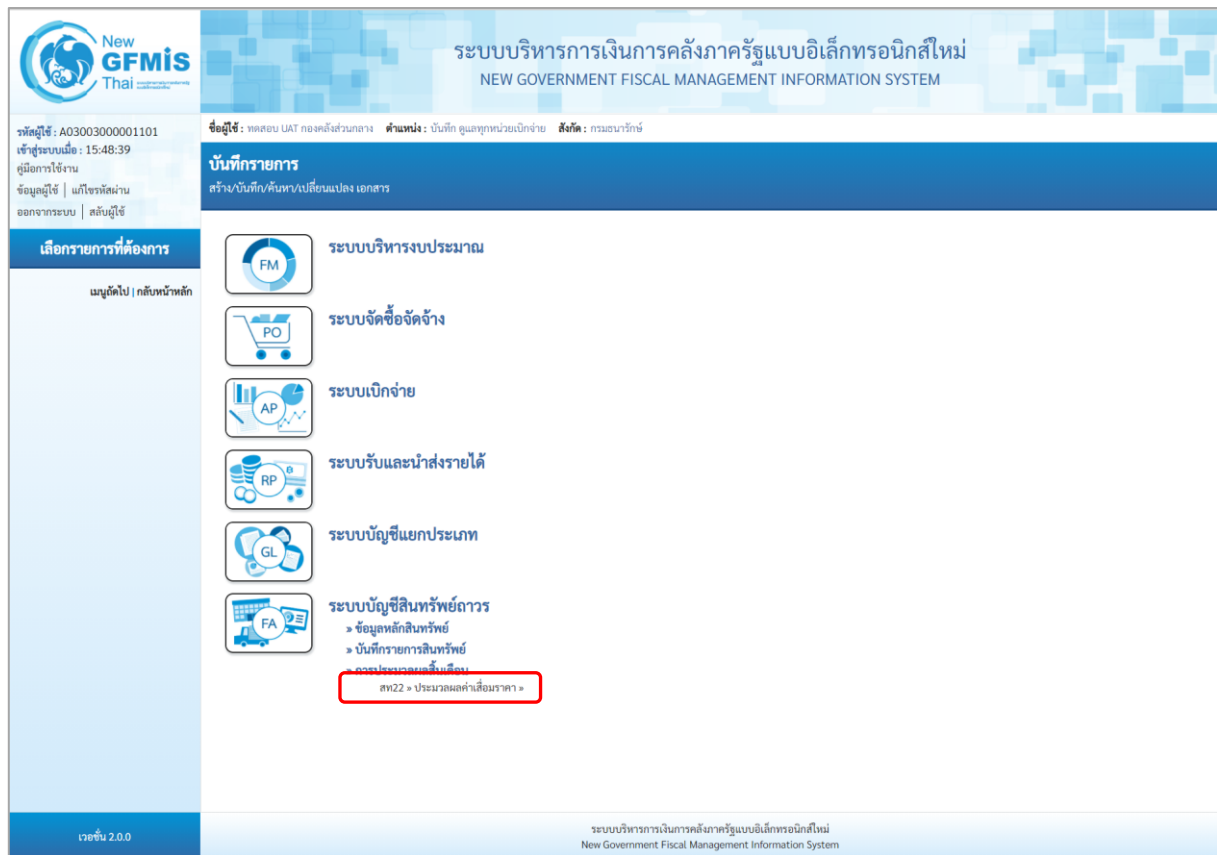 New
GFMIS
Thai
ระบบบริหารการเงินการคลังภาครัฐแบบอิเล็กทรอนิกส์ใหม่
NEW GOVERNMENT FISCAL MANAGEMENT INFORMATION SYSTEM
รหัสผู้ใช้ : A03003000001101
เข้าสู่ระบบเมื่อ : 15:48:39
คู่มือการใช้งาน
ข้อมูลผู้ใช้ | แก้ไขรหัสผ่าน
ออกจากระบบ | สลับผู้ใช้
ชื่อผู้ใช้ : ทดสอบ UAT กองคลังส่วนกลาง ตำแหน่ง : บันทึก ดูแลทุกหน่วยเบิกจ่าย สังกัด : กรมธนารักษ์
บันทึกรายการ
สร้าง/บันทึก/ค้นหา/เปลี่ยนแปลง เอกสาร
เลือกรายการที่ต้องการ
เมนูถัดไป | กลับหน้าหลัก
FM
ระบบบริหารงบประมาณ
PO
ระบบจัดซื้อจัดจ้าง
AP
ระบบเบิกจ่าย
RP
ระบบรับและนำส่งรายได้
GL
ระบบบัญชีแยกประเภท
FA
ระบบบัญชีสินทรัพย์ถาวร
» ข้อมูลหลักสินทรัพย์
» บันทึกรายการสินทรัพย์
» การประมวลผลสิ้นเดือน
สท22 » ประมวลผลค่าเสื่อมราคา »
เวอชั่น 2.0.0
ระบบบริหารการเงินการคลังภาครัฐแบบอิเล็กทรอนิกส์ใหม่
New Government Fiscal Management Information System